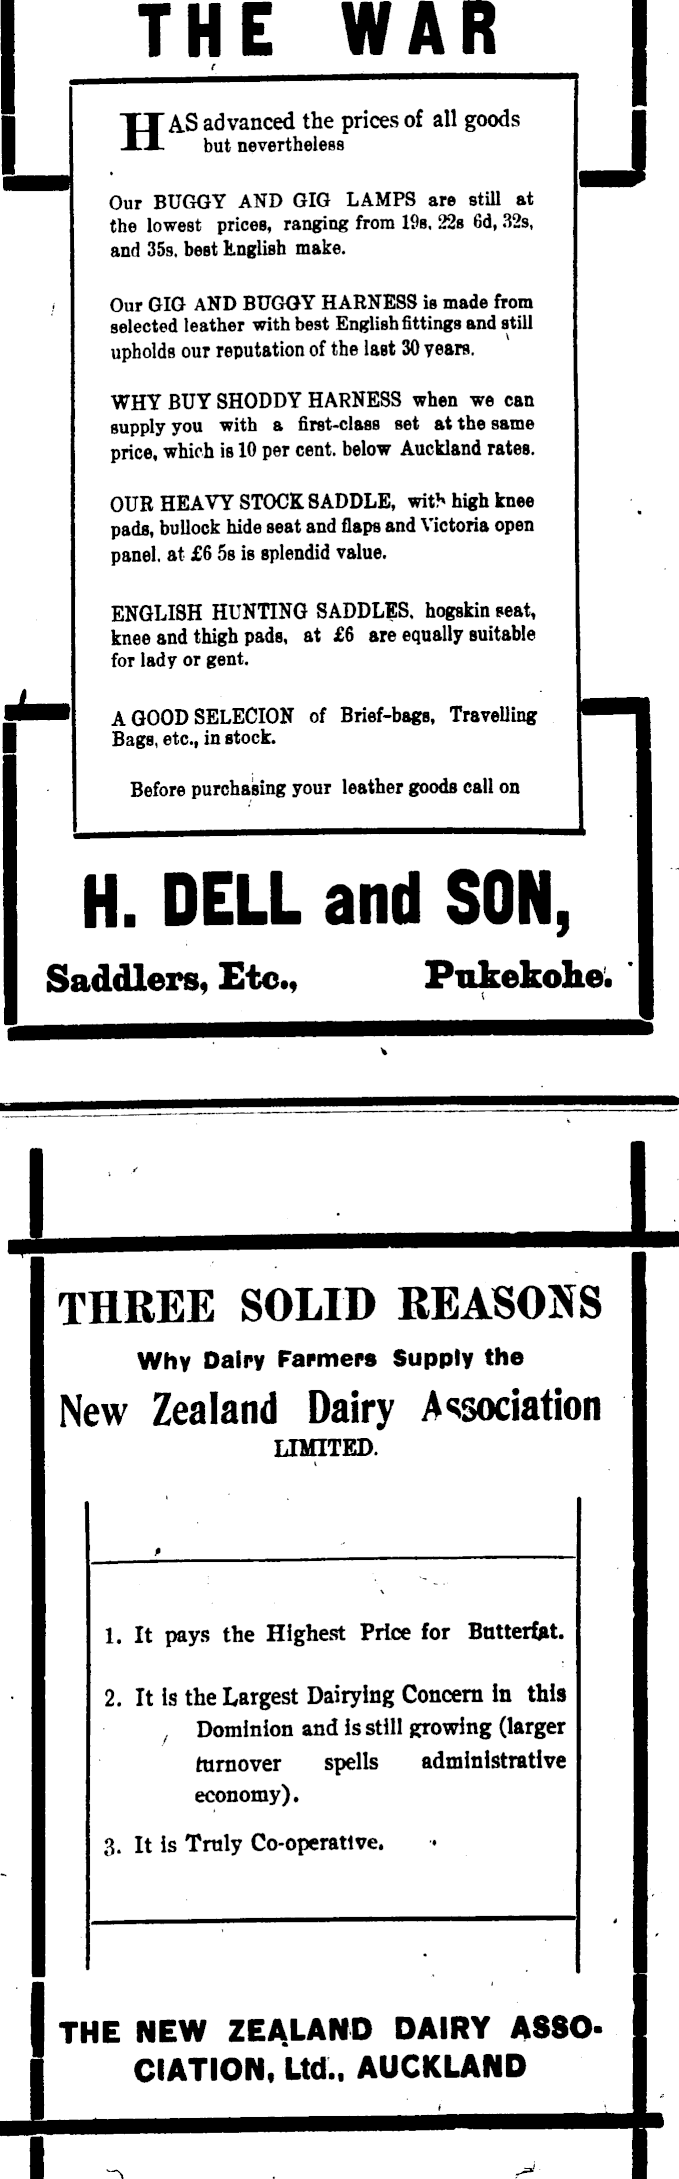 THE WAR
HAS advanced the prices of all goods
but nevertheless
Our BUGGY AND GIG LAMPS are still at
the lowest prices, ranging from 19s, 22s 6d, 32s,
and 35s, best English make.
Our GIG AND BUGGY HARNESS is made from
selected leather with best English fittings and still
upholds our reputation of the last 30 years.
WHY BUY SHODDY HARNESS when we can
supply you with a first-class set at the same
price, which is 10 per cent. below Auckland rates.
OUR HEAVY STOCK SADDLE, with high knee
pads, bullock hide seat and flaps and Victoria open
panel, at £6 5s is splendid value.
ENGLISH HUNTING SADDLES, hogskin seat,
knee and thigh pads, at £6 are equally suitable
for lady or gent.
A GOOD SELECION of Brief-bags, Travelling
Bags, etc., in stock.
Before purchasing your leather goods call on
H. DELL and SON,
Saddlers, Etc., Pukekohe.
THREE SOLID REASONS
Why Dairy Farmers Supply the
New Zealand Dairy Association
LIMITED.
1. It pays the Highest Price for Butterfat.
2. It is the Largest Dairying Concern in this
Dominion and is still growing (larger
turnover spells administrative
economy).
3. It is Truly Co-operative.
THE NEW ZEALAND DAIRY ASSO-
CIATION, Ltd., AUCKLAND